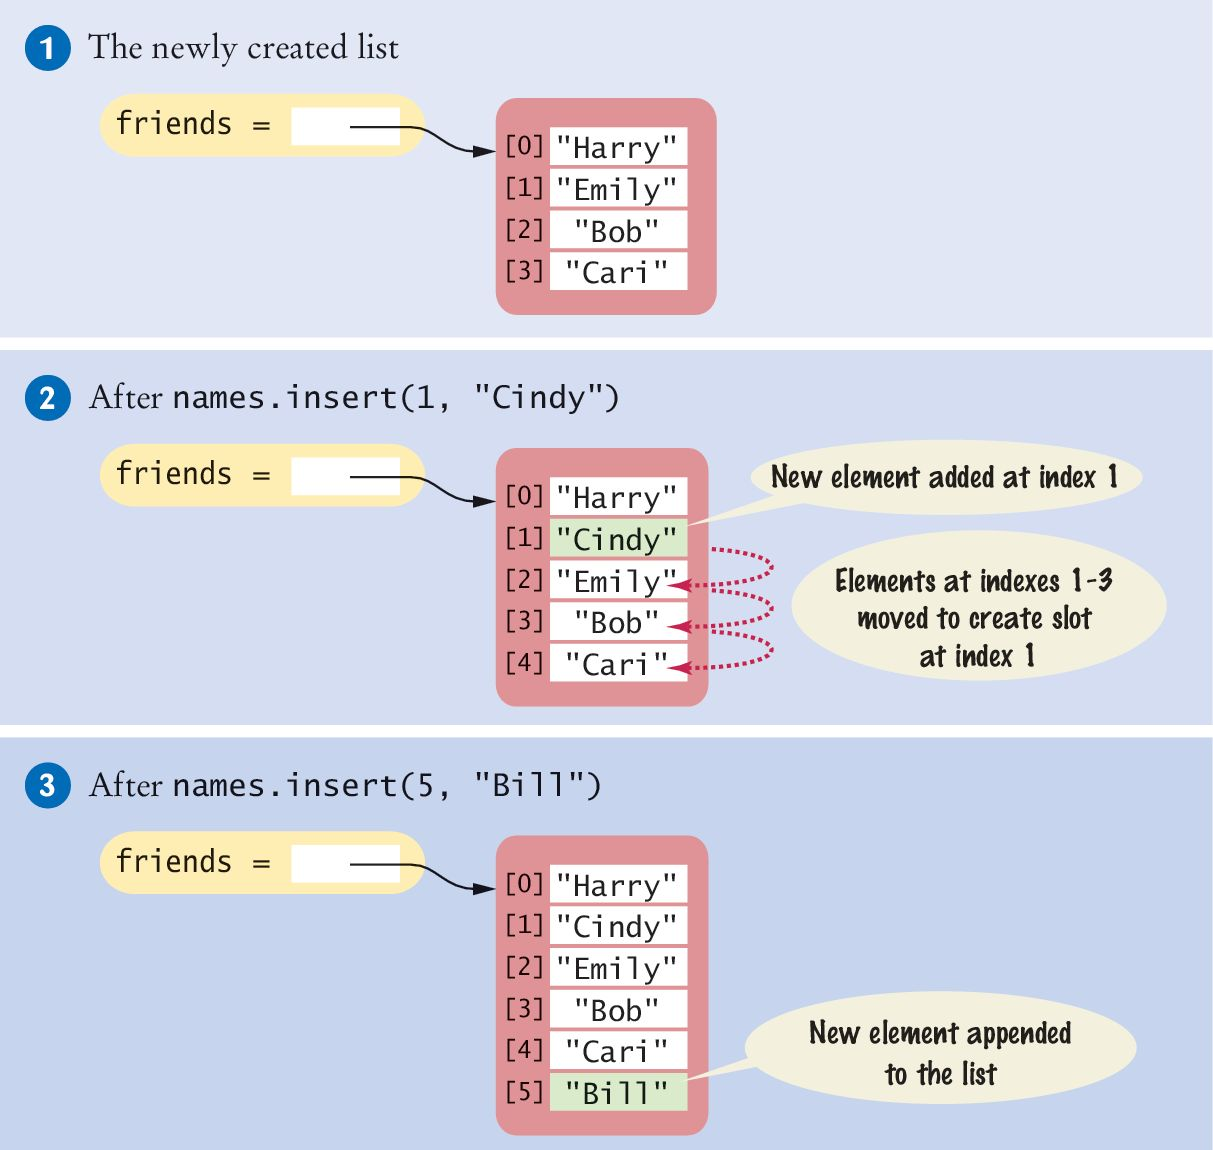 1 The newly created list
friends =
[0] "Harry"
[1] "Emily"
[2] "Bob"
[3] "Cari"
2 After names.insert(1, "Cindy")
friends =
[0] "Harry"
[1] "Cindy"
[2] "Emily"
[3] "Bob"
[4] "Cari"
New element added at index 1
Elements at indexes 1-3
moved to create slot
at index 1
3 After names.insert(5, "Bill")
friends =
[0] "Harry"
[1] "Cindy"
[2] "Emily"
[3] "Bob"
[4] "Cari"
[5] "Bill"
New element appended
to the list